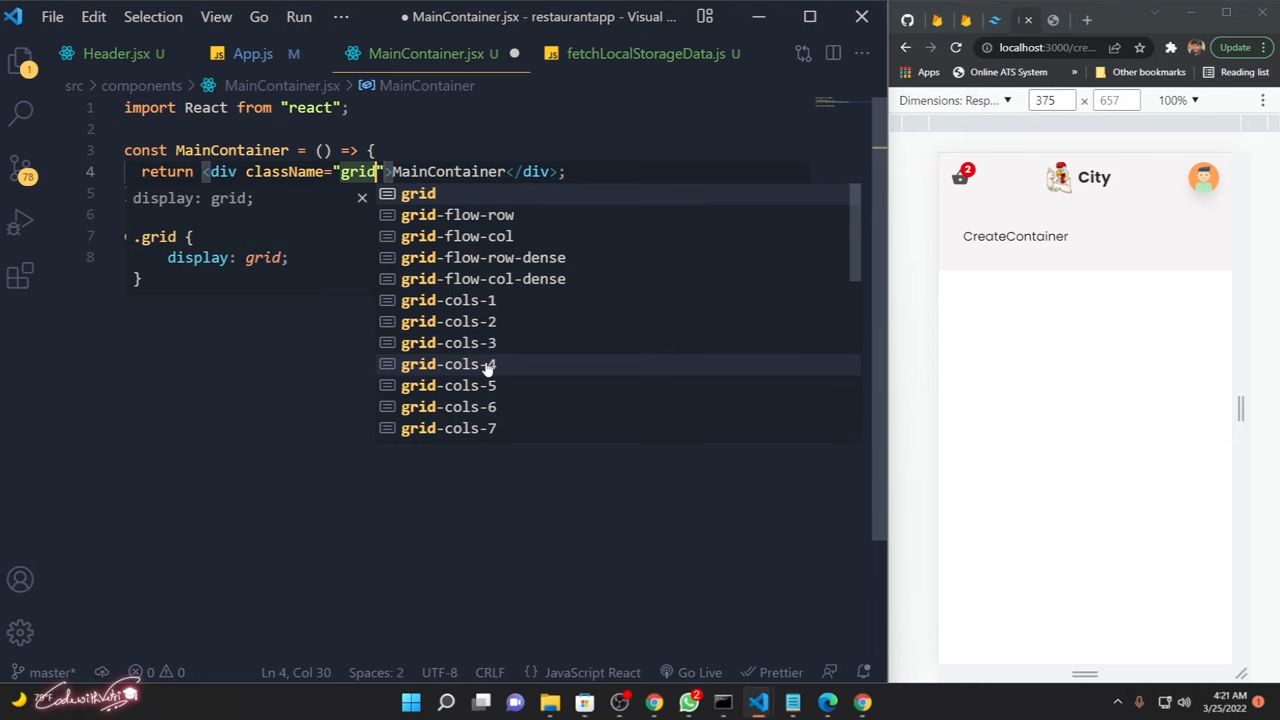 File Edit Selection View Go Run ··· ● MainContainer.jsx - restaurantapp - Visual ...
Header.jsx M App.js M MainContainer.jsx U fetchLocalStorageData.js U
src > components > MainContainer.jsx > MainContainer
1 import React from "react";
2
3 const MainContainer = () => {
4 return <div className="grid">MainContainer</div>;
5 display: grid;
6
7 .grid {
8 display: grid;
}
grid
grid-flow-row
grid-flow-col
grid-flow-row-dense
grid-flow-col-dense
grid-cols-1
grid-cols-2
grid-cols-3
grid-cols-4
grid-cols-5
grid-cols-6
grid-cols-7
1
78
master* 0 0 Ln 4, Col 30 Spaces: 2 UTF-8 CRLF {} JavaScript React Go Live Prettier
localhost:3000/cre... Update
Apps Online ATS System » Other bookmarks Reading list
Dimensions: Resp... 375 × 657 100%
2 City
CreateContainer
2
4:21 AM
3/25/2022